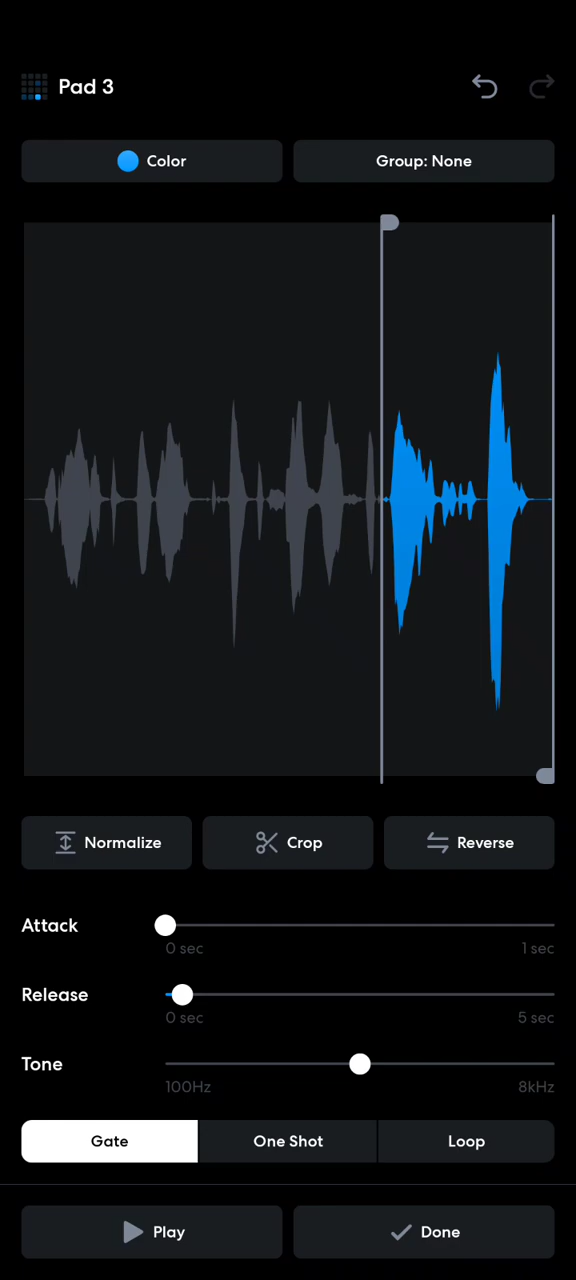 Pad 3
Color
Group: None
Normalize
Crop
Reverse
Attack
0 sec
1 sec
Release
0 sec
5 sec
Tone
100Hz
8kHz
Gate
One Shot
Loop
Play
Done